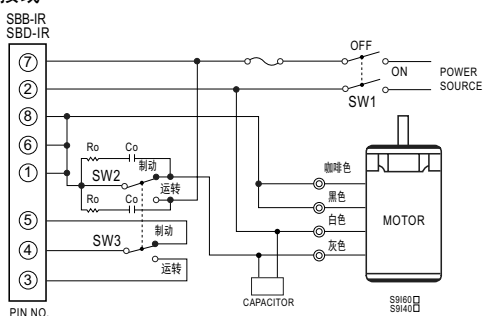 接线
SBB-IR
SBD-IR
7
2
8
6
1
5
4
3
PIN NO.
OFF
ON
POWER
SOURCE
SW1
Ro
Co
制动
SW2
运转
Ro
Co
制动
SW3
运转
咖啡色
黑色
白色
灰色
MOTOR
CAPACITOR
S9I60□
S9I40□